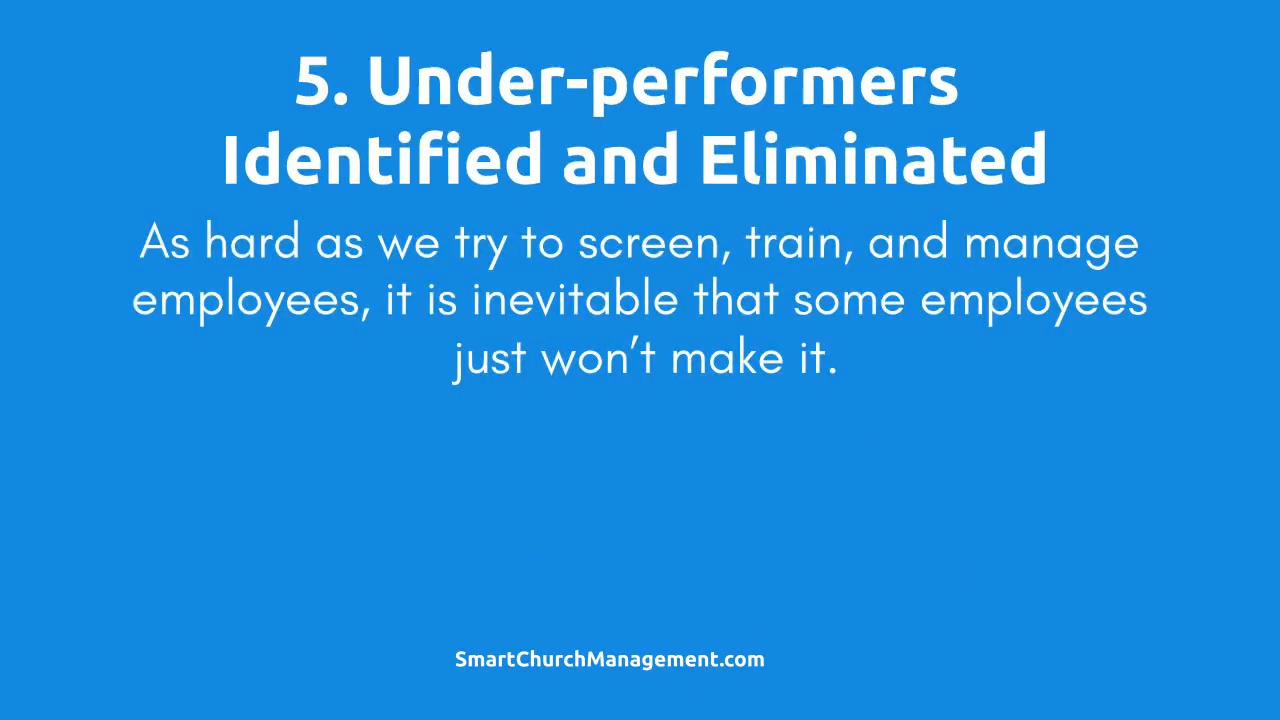 5. Under-performers
Identified and Eliminated
As hard as we try to screen, train, and manage
employees, it is inevitable that some employees
just won’t make it.
SmartChurchManagement.com